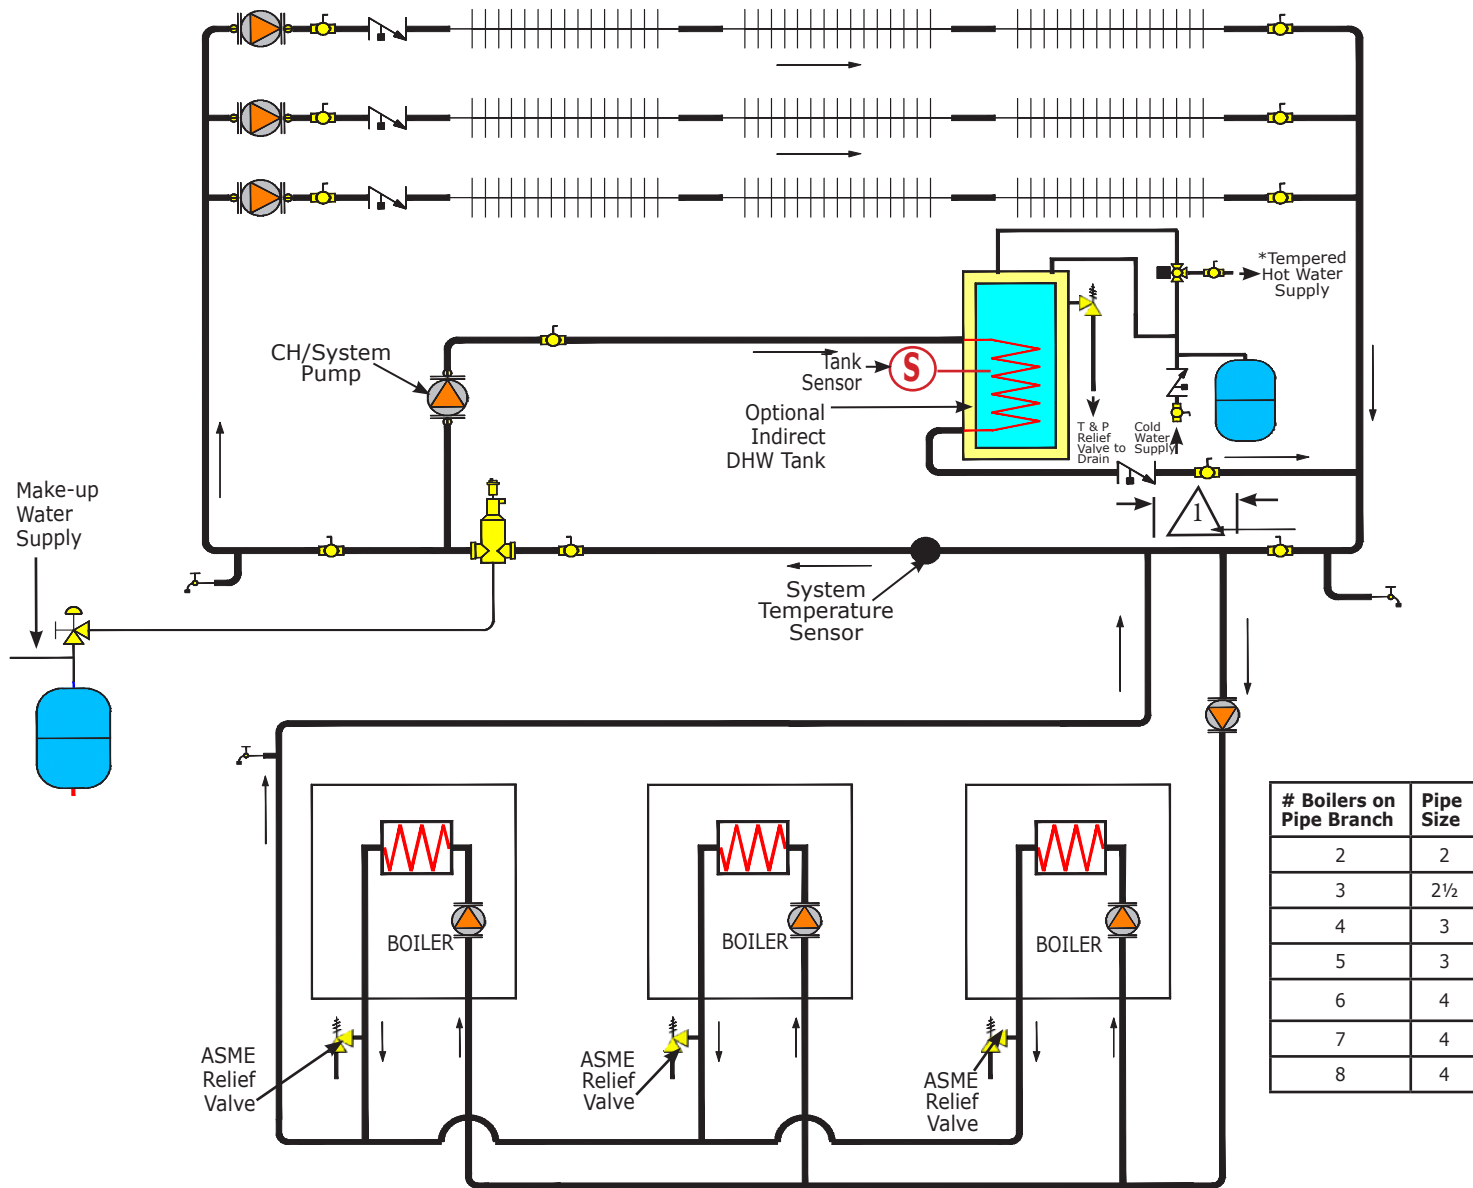 *Tempered
Hot Water
Supply
CH/System
Pump
Tank
Sensor
S
Optional
Indirect
DHW Tank
T & P
Relief
Valve to
Drain
Cold
Water
Supply
1
Make-up
Water
Supply
System
Temperature
Sensor
BOILER
BOILER
BOILER
ASME
Relief
Valve
ASME
Relief
Valve
ASME
Relief
Valve
# Boilers on Pipe
Pipe Branch Size
2 2
3 2½
4 3
5 3
6 4
7 4
8 4